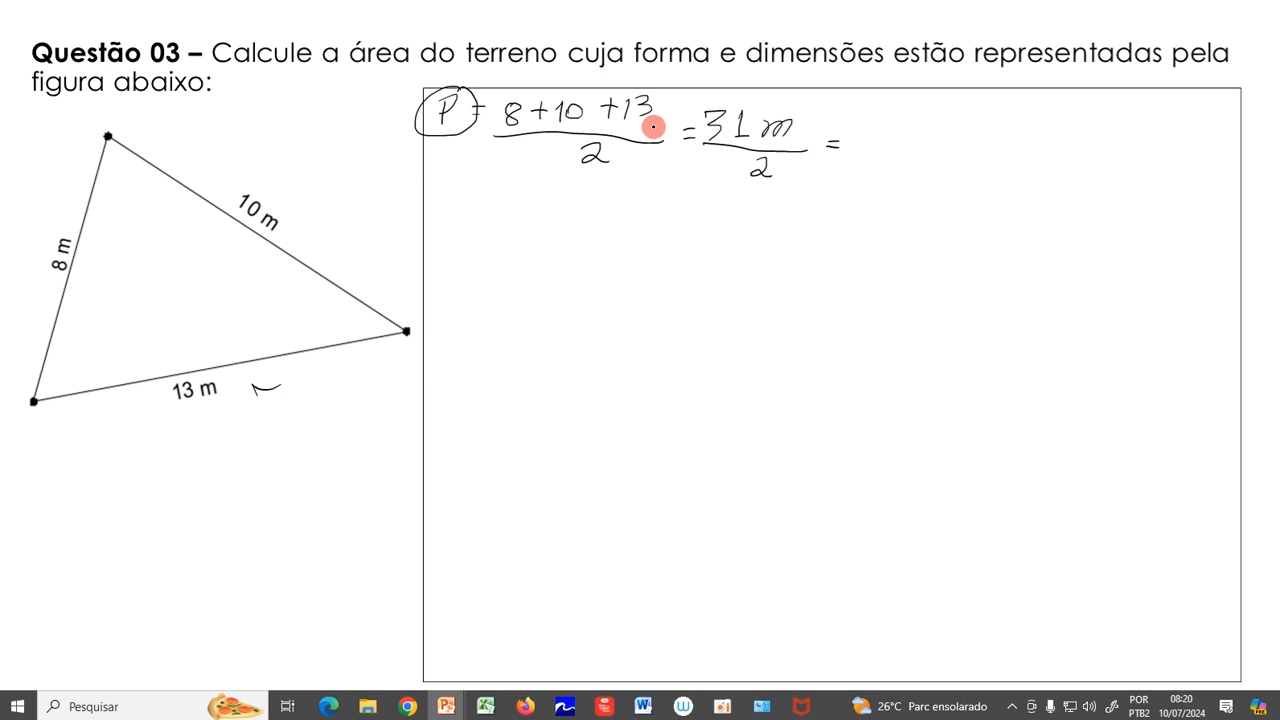 Questão 03 – Calcule a área do terreno cuja forma e dimensões estão representadas pela
figura abaixo:
P = 8+10+13 / 2 = 31 m / 2 =
10 m
8 m
13 m
Pesquisar
26°C Parc ensolarado
POR
PTB2
08:20
10/07/2024